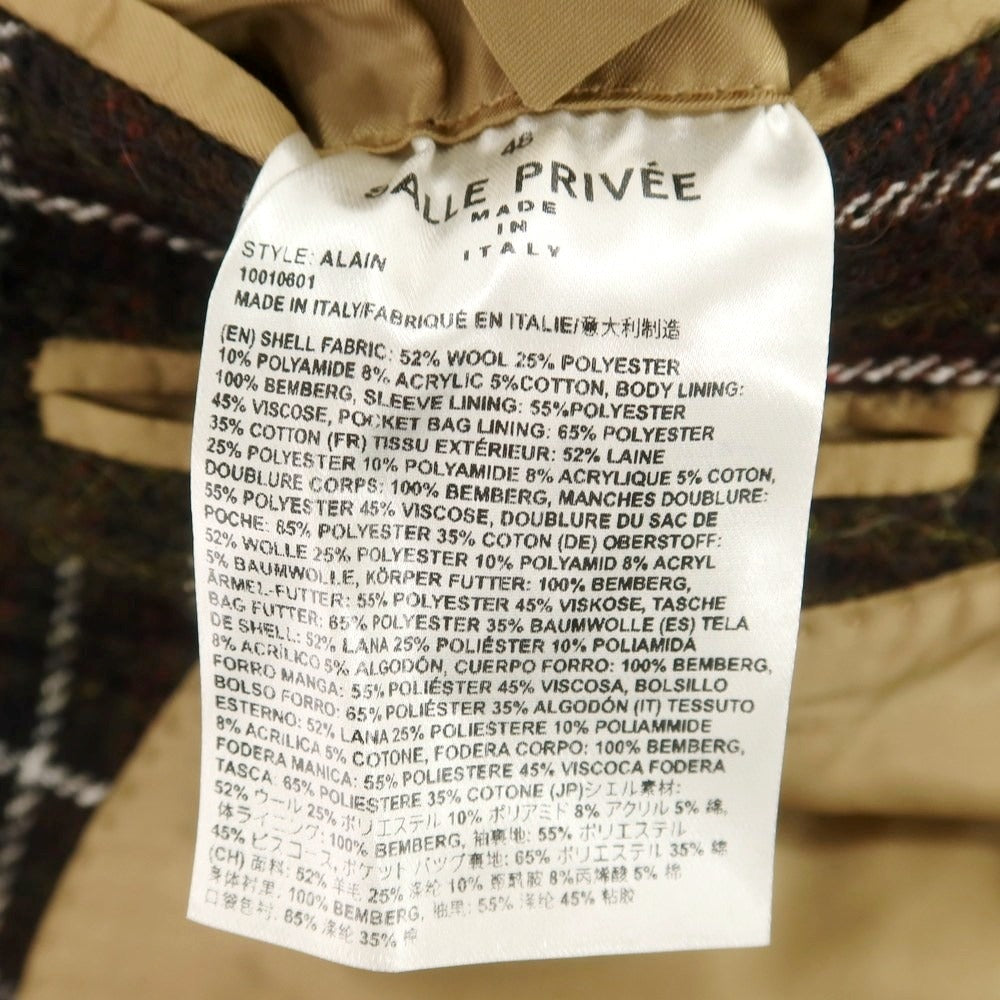 46
SALLE PRIVÉE
MADE
IN
ITALY
STYLE: ALAIN
10010601
MADE IN ITALY/FABRIQUÉ EN ITALIE/意大利制造
(EN) SHELL FABRIC: 52% WOOL 25% POLYESTER
10% POLYAMIDE 8% ACRYLIC 5%COTTON, BODY LINING:
100% BEMBERG, SLEEVE LINING: 55%POLYESTER
45% VISCOSE, POCKET BAG LINING: 65% POLYESTER
35% COTTON (FR) TISSU EXTÉRIEUR: 52% LAINE
25% POLYESTER 10% POLYAMIDE 8% ACRYLIQUE 5% COTON,
DOUBLURE CORPS: 100% BEMBERG, MANCHES DOUBLURE:
55% POLYESTER 45% VISCOSE, DOUBLURE DU SAC DE
POCHE: 65% POLYESTER 35% COTON (DE) OBERSTOFF:
52% WOLLE 25% POLYESTER 10% POLYAMID 8% ACRYL
5% BAUMWOLLE, KÖRPER FUTTER: 100% BEMBERG,
ÄRMEL-FUTTER: 55% POLYESTER 45% VISKOSE, TASCHE
BAG FUTTER: 65% POLYESTER 35% BAUMWOLLE (ES) TELA
DE SHELL: 52% LANA 25% POLIÉSTER 10% POLIAMIDA
8% ACRÍLICO 5% ALGODÓN, CUERPO FORRO: 100% BEMBERG,
FORRO MANGA: 55% POLIÉSTER 45% VISCOSA, BOLSILLO
BOLSO FORRO: 65% POLIÉSTER 35% ALGODÓN (IT) TESSUTO
ESTERNO: 52% LANA 25% POLIESTERE 10% POLIAMMIDE
8% ACRILICA 5% COTONE, FODERA CORPO: 100% BEMBERG,
FODERA MANICA: 55% POLIESTERE 45% VISCOCA FODERA
TASCA: 65% POLIESTERE 35% COTONE (JP)シェル素材:
52% ウール 25% ポリエステル 10% ポリアミド 8% アクリル 5% 綿,
体ライニング: 100% BEMBERG, 袖裏地: 55% ポリエステル
45% ビスコース, ポケットバッグ裏地: 65% ポリエステル 35% 綿
(CH) 面料: 52% 羊毛 25% 涤纶 10% 8%丙烯酸 5% 棉
身体衬里: 100% BEMBERG, 袖里: 55% 涤纶 45% 粘胶
口袋包衬: 65% 涤纶 35% 棉